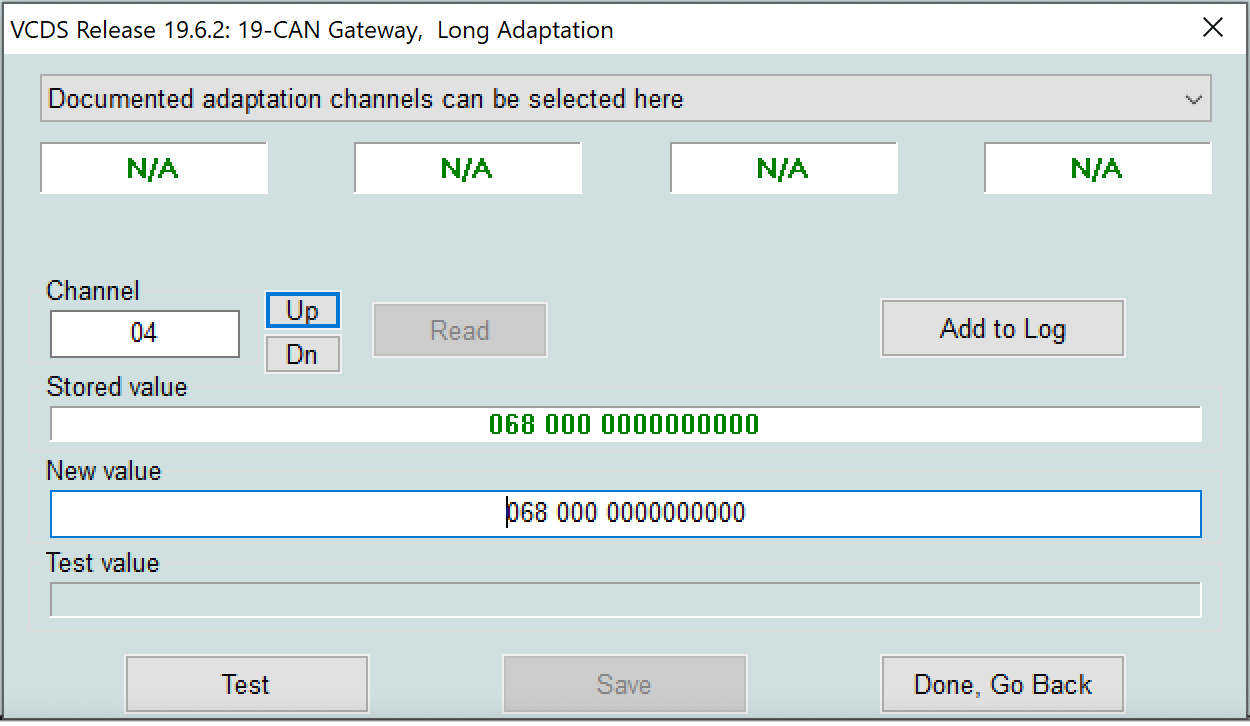 VCDS Release 19.6.2: 19-CAN Gateway,  Long Adaptation
Documented adaptation channels can be selected here
N/A N/A N/A N/A
Channel
04
Up
Dn
Read
Add to Log
Stored value
068 000 0000000000
New value
068 000 0000000000
Test value
Test
Save
Done, Go Back